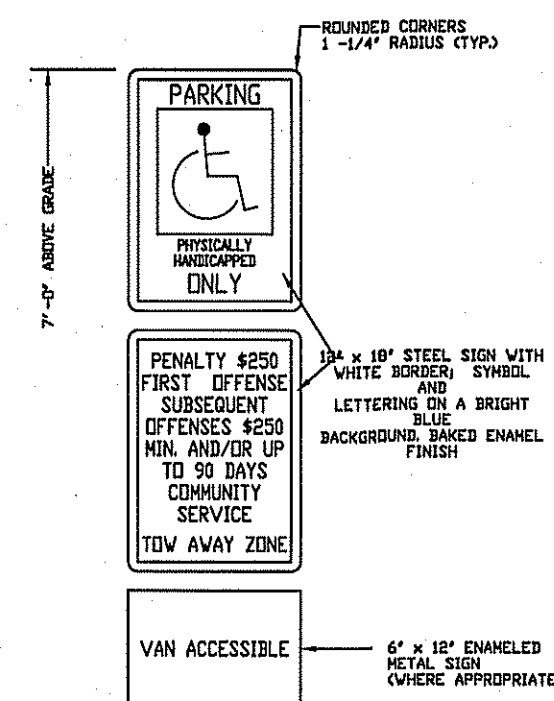 ROUNDED CORNERS
1 -1/4" RADIUS (TYP.)
PARKING
PHYSICALLY
HANDICAPPED
ONLY
7'-0" ABOVE GRADE
PENALTY $250
FIRST OFFENSE
SUBSEQUENT
OFFENSES $250
MIN. AND/OR UP
TO 90 DAYS
COMMUNITY
SERVICE
TOW AWAY ZONE
x 18" STEEL SIGN WITH
WHITE BORDER; SYMBOL
AND
LETTERING ON A BRIGHT
BLUE
BACKGROUND, BAKED ENAMEL
FINISH
VAN ACCESSIBLE
6" x 12" ENAMELED
METAL SIGN
(WHERE APPROPRIATE